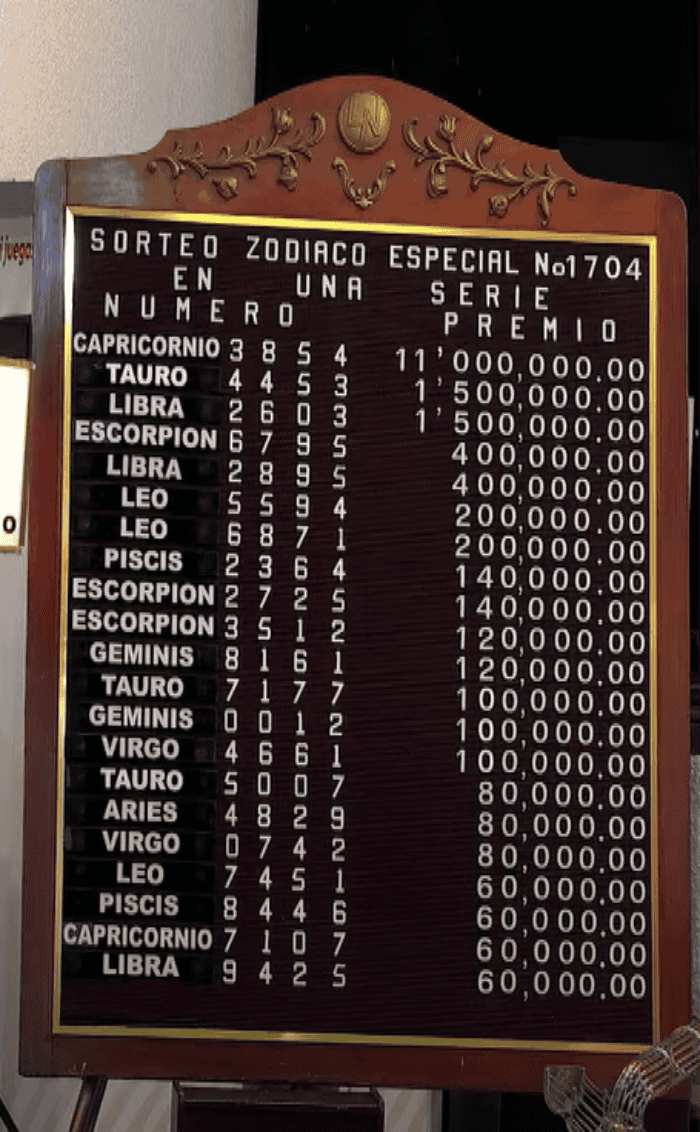 LN
SORTEO ZODIACO ESPECIAL No1704
EN UNA SERIE
NUMERO PREMIO
CAPRICORNIO 3854 11'000,000.00
TAURO 4453 1'500,000.00
LIBRA 2603 1'500,000.00
ESCORPION 6795 400,000.00
LIBRA 2895 400,000.00
LEO 5594 200,000.00
LEO 6871 200,000.00
PISCIS 2364 140,000.00
ESCORPION 2725 140,000.00
ESCORPION 3512 120,000.00
GEMINIS 8161 120,000.00
TAURO 7177 100,000.00
GEMINIS 0012 100,000.00
VIRGO 4661 100,000.00
TAURO 5007 80,000.00
ARIES 4829 80,000.00
VIRGO 0742 80,000.00
LEO 7451 60,000.00
PISCIS 8446 60,000.00
CAPRICORNIO 7107 60,000.00
LIBRA 9425 60,000.00